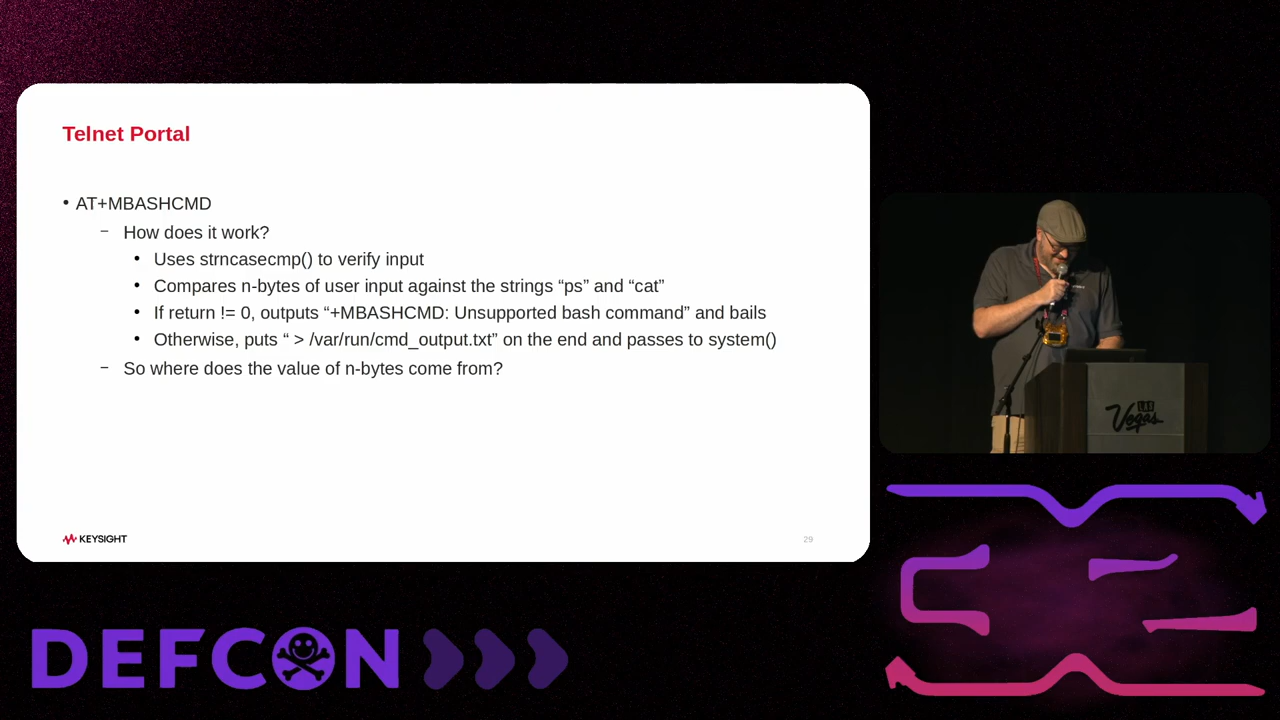 Telnet Portal
• AT+MBASHCMD
– How does it work?
• Uses strncasecmp() to verify input
• Compares n-bytes of user input against the strings “ps” and “cat”
• If return != 0, outputs “+MBASHCMD: Unsupported bash command” and bails
• Otherwise, puts “ > /var/run/cmd_output.txt” on the end and passes to system()
– So where does the value of n-bytes come from?
KEYSIGHT
29
LAS
Vegas
DEFCON